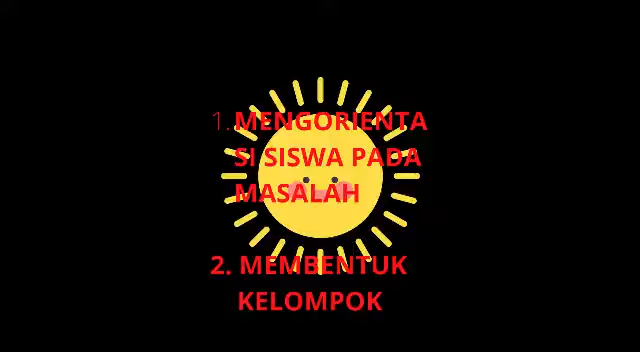 1. MENGORIENTA
SI SISWA PADA
MASALAH
2. MEMBENTUK
KELOMPOK